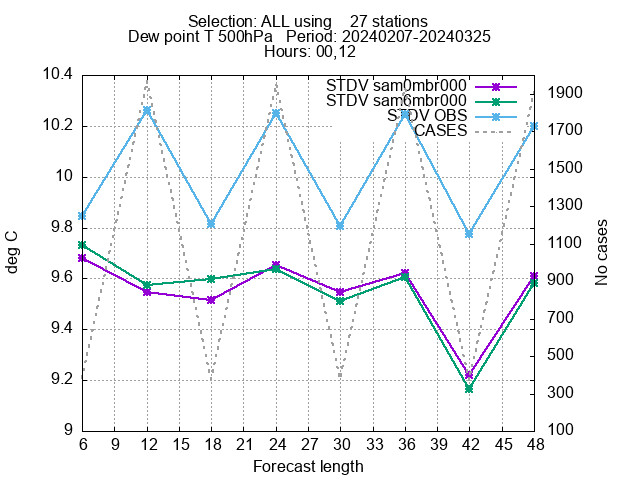 Selection: ALL using    27 stations
Dew point T 500hPa   Period: 20240207-20240325
Hours: 00,12
STDV sam0mbr000
STDV sam6mbr000
STDV OBS
CASES
10.4
10.2
10
9.8
9.6
9.4
9.2
9
deg C
1900
1700
1500
1300
1100
900
700
500
300
100
No cases
6 9 12 15 18 21 24 27 30 33 36 39 42 45 48
Forecast length